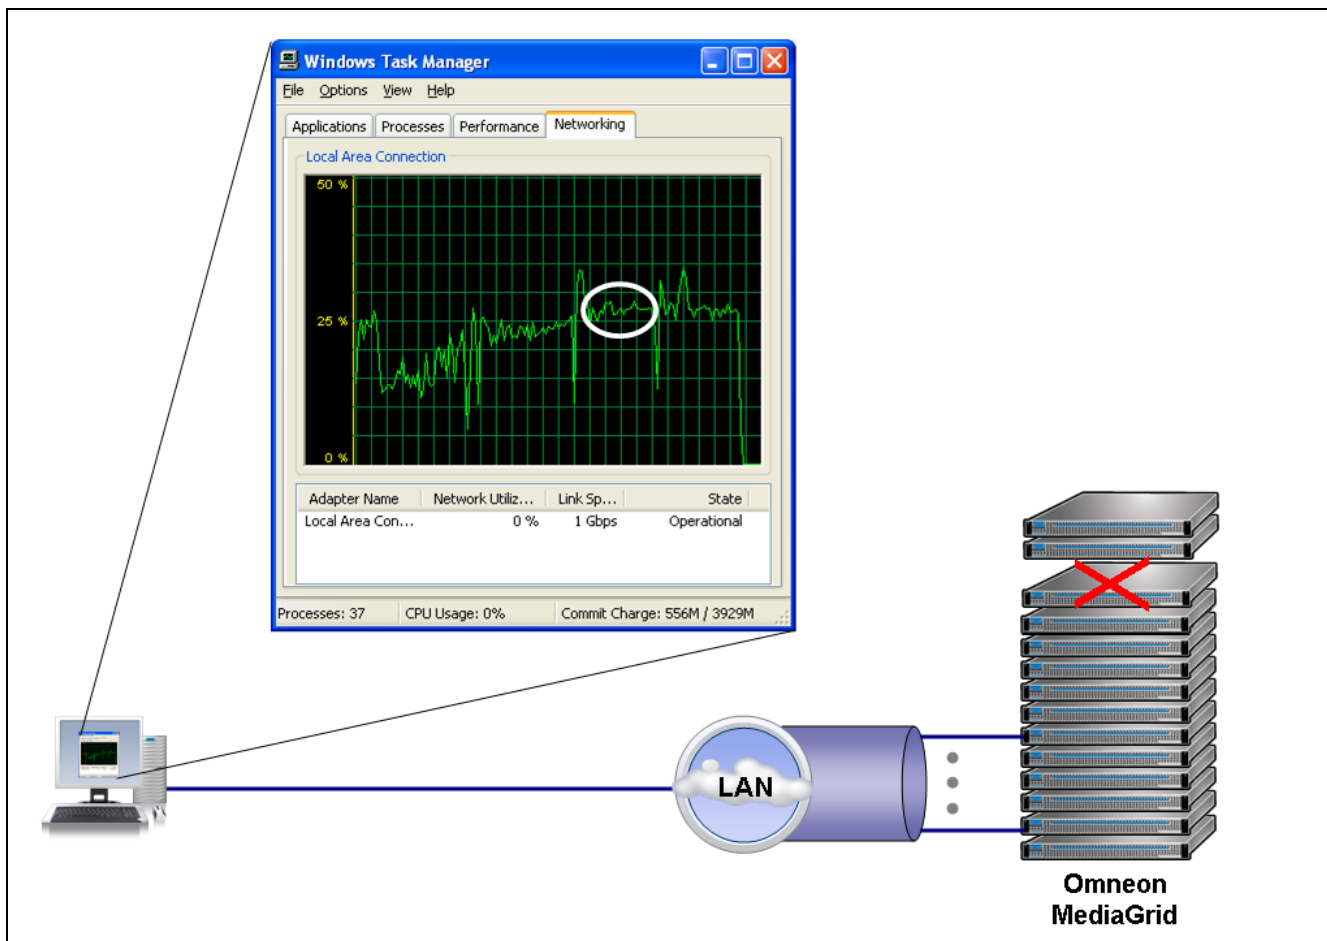 Windows Task Manager
File Options View Help
Applications Processes Performance Networking
Local Area Connection
50 %
25 %
0 %
Adapter Name Network Utiliz... Link Sp... State
Local Area Con... 0 % 1 Gbps Operational
Processes: 37 CPU Usage: 0% Commit Charge: 556M / 3929M
LAN
Omneon
MediaGrid